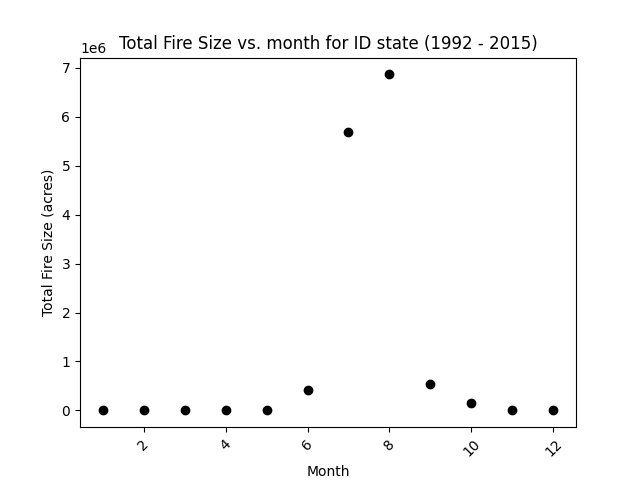 Total Fire Size vs. month for ID state (1992 - 2015)
1e6
7
6
5
4
3
2
1
0
Total Fire Size (acres)
2 4 6 8 10 12
Month